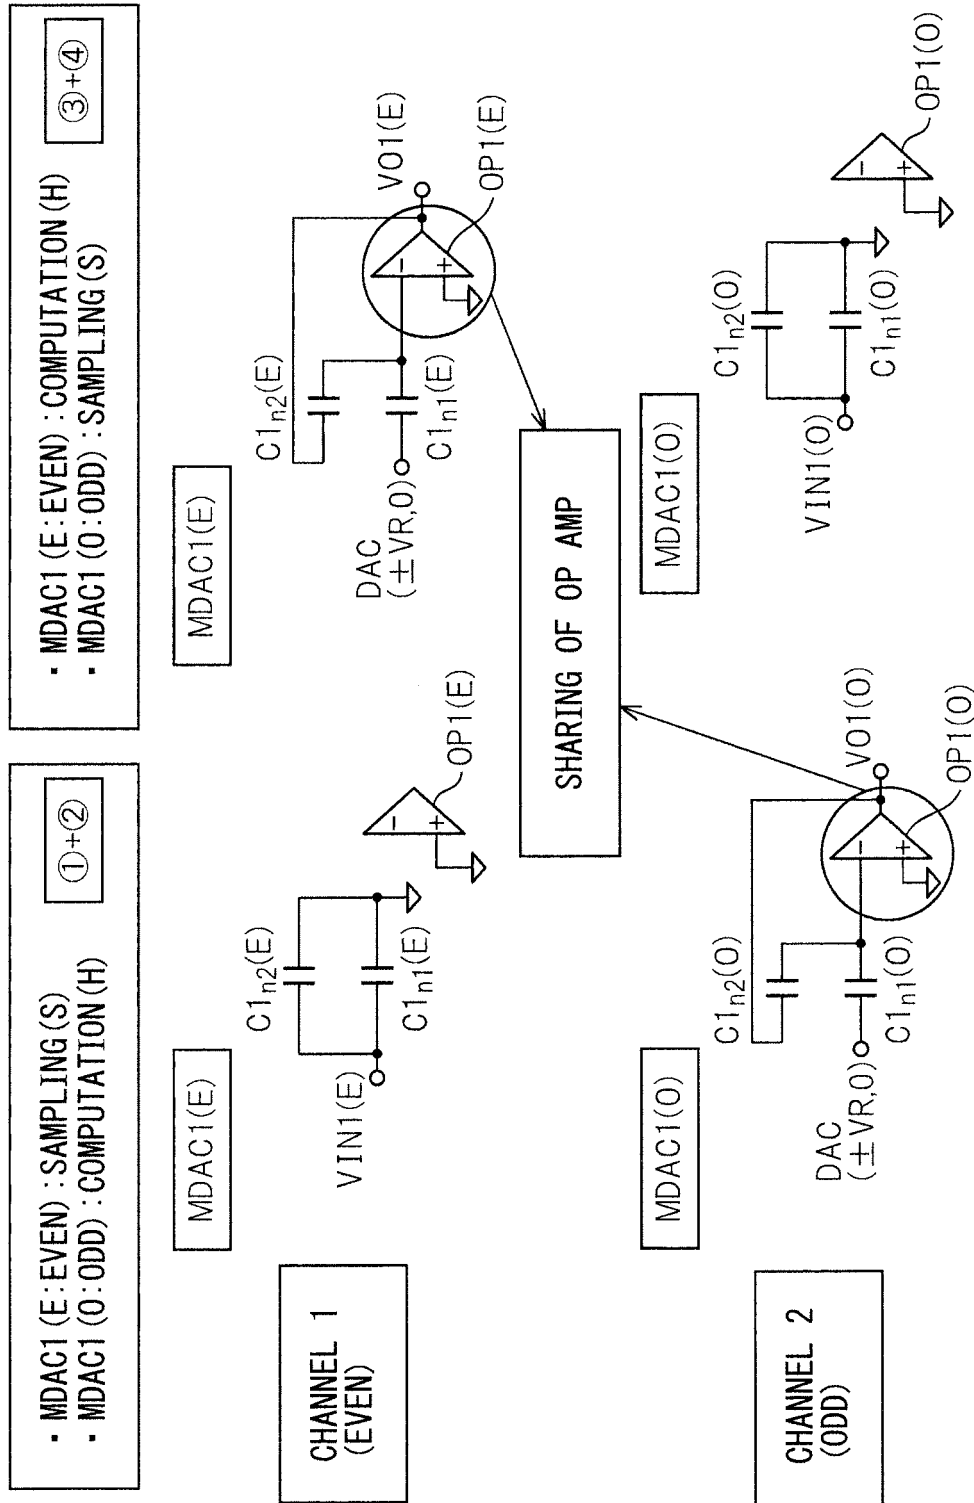 · MDAC1(E:EVEN):SAMPLING(S)
· MDAC1(O:ODD):COMPUTATION(H)
①+②
· MDAC1(E:EVEN):COMPUTATION(H)
· MDAC1(O:ODD):SAMPLING(S)
③+④
CHANNEL 1
(EVEN)
MDAC1(E)
VIN1(E)
C1n2(E)
C1n1(E)
−
+
OP1(E)
MDAC1(E)
DAC
(±VR,0)
C1n2(E)
C1n1(E)
−
+
VO1(E)
OP1(E)
SHARING OF OP AMP
CHANNEL 2
(ODD)
MDAC1(O)
DAC
(±VR,0)
C1n2(O)
C1n1(O)
−
+
VO1(O)
OP1(O)
MDAC1(O)
VIN1(O)
C1n2(O)
C1n1(O)
−
+
OP1(O)